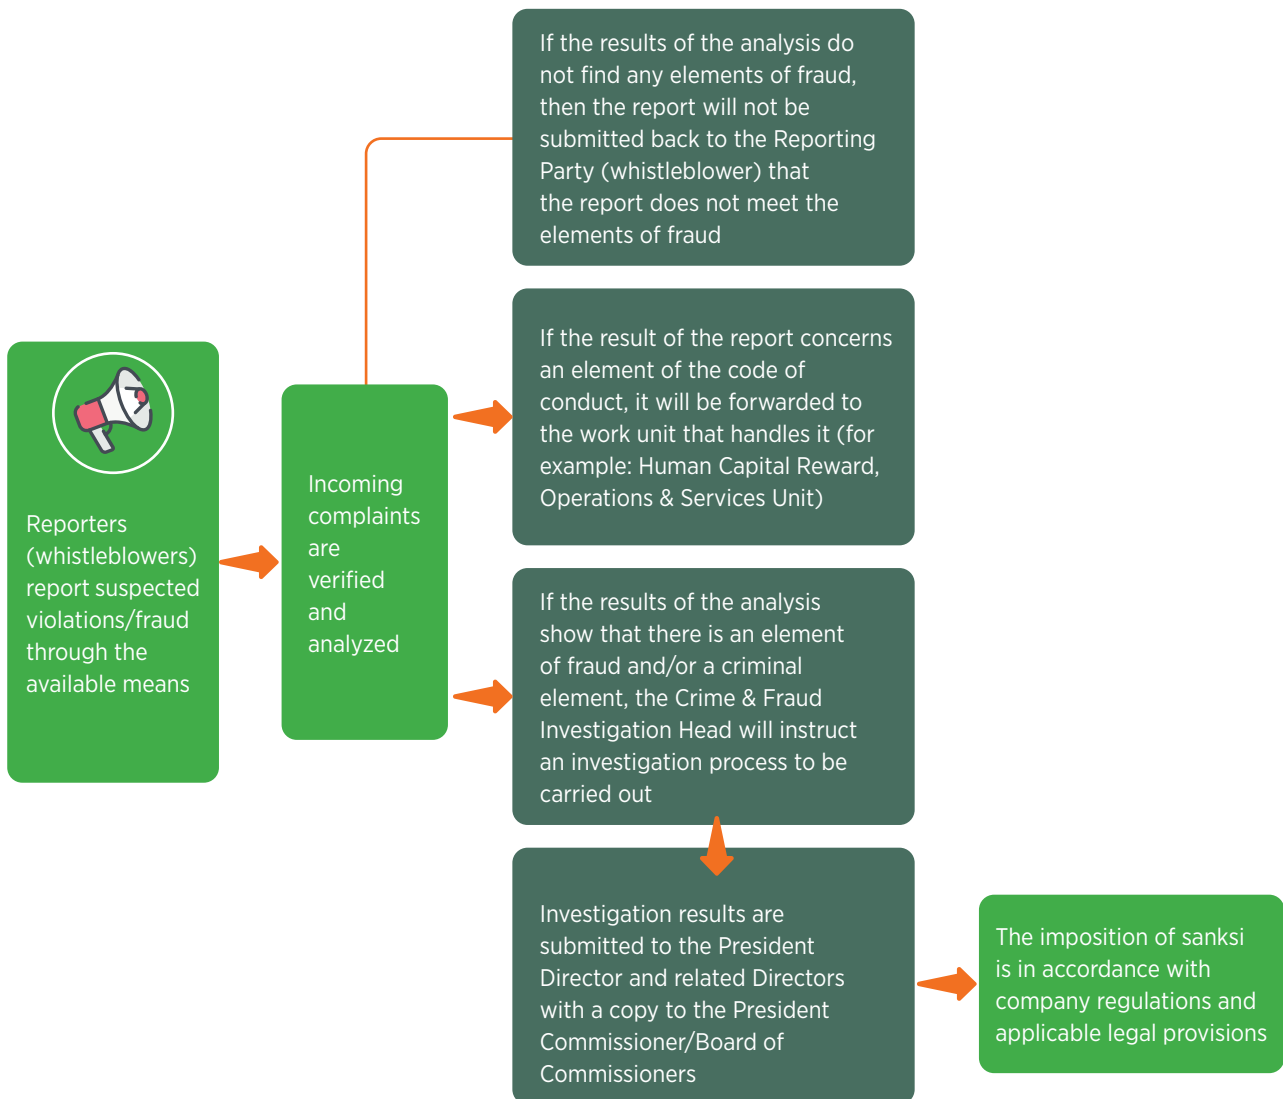 If the results of the analysis do
not find any elements of fraud,
then the report will not be
submitted back to the Reporting
Party (whistleblower) that
the report does not meet the
elements of fraud
If the result of the report concerns
an element of the code of
conduct, it will be forwarded to
the work unit that handles it (for
example: Human Capital Reward,
Operations & Services Unit)
Reporters
(whistleblowers)
report suspected
violations/fraud
through the
available means
Incoming
complaints
are
verified
and
analyzed
If the results of the analysis
show that there is an element
of fraud and/or a criminal
element, the Crime & Fraud
Investigation Head will instruct
an investigation process to be
carried out
Investigation results are
submitted to the President
Director and related Directors
with a copy to the President
Commissioner/Board of
Commissioners
The imposition of sanksi
is in accordance with
company regulations and
applicable legal provisions